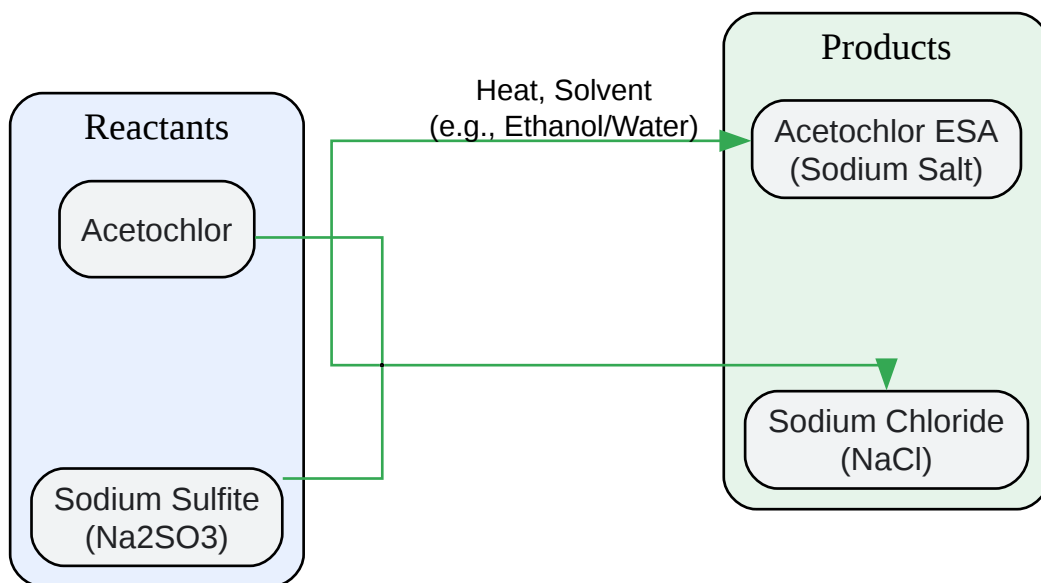 Reactants
Acetochlor
Sodium Sulfite
(Na2SO3)
Heat, Solvent
(e.g., Ethanol/Water)
Products
Acetochlor ESA
(Sodium Salt)
Sodium Chloride
(NaCl)